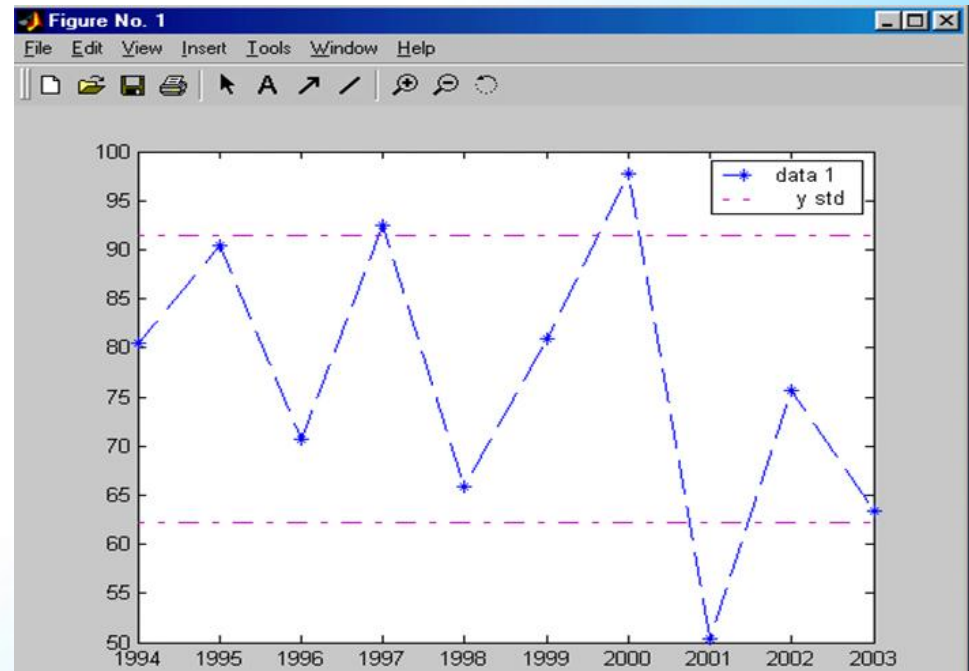 Figure No. 1
File Edit View Insert Tools Window Help
A
100
95
90
85
80
75
70
65
60
55
50
data 1
y std
1994 1995 1996 1997 1998 1999 2000 2001 2002 2003